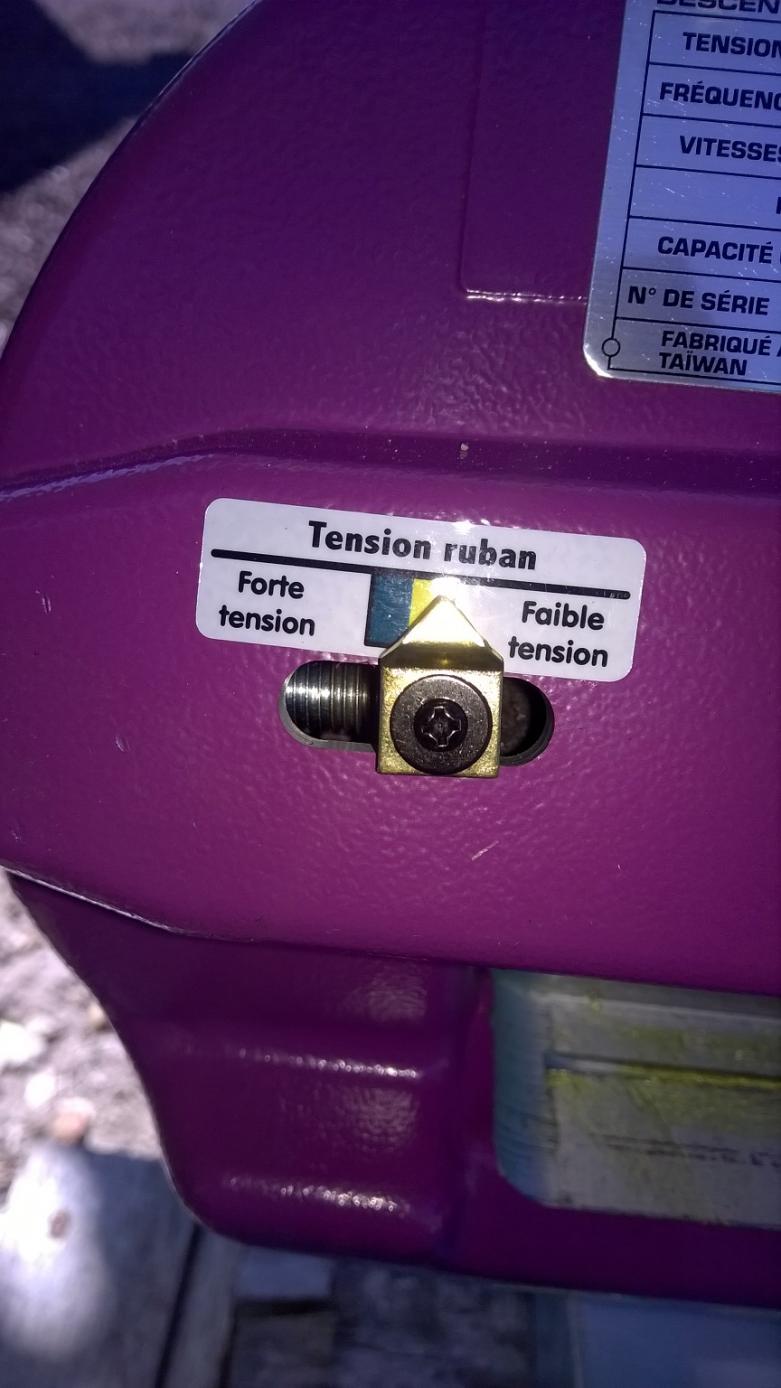 TENSION
FRÉQUENC
VITESSES
CAPACITÉ
N° DE SÉRIE
FABRIQUÉ
TAÏWAN
Tension ruban
Forte
tension
Faible
tension